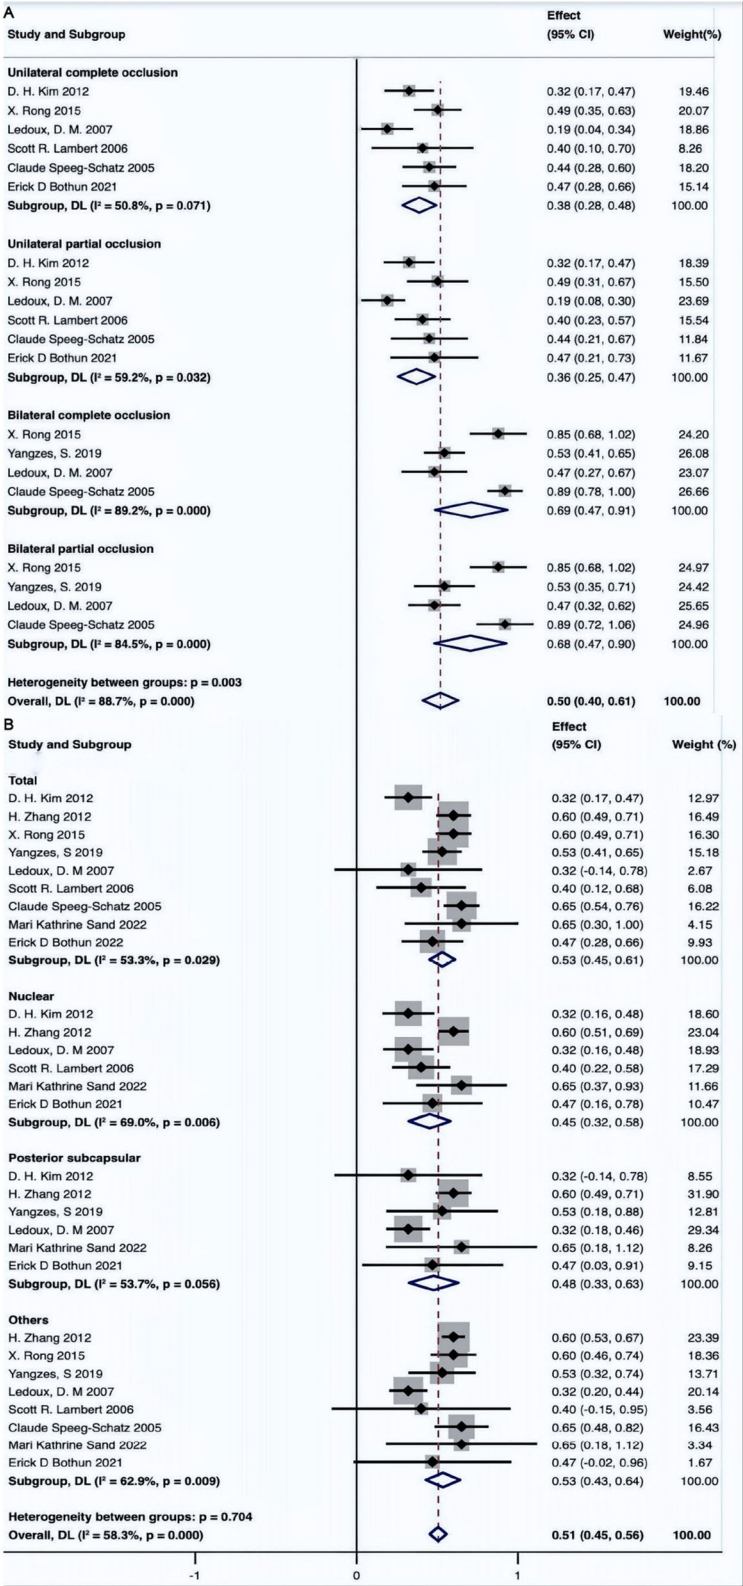 A
Effect
Study and Subgroup (95% CI) Weight(%)
Unilateral complete occlusion
D. H. Kim 2012 0.32 (0.17, 0.47) 19.46
X. Rong 2015 0.49 (0.35, 0.63) 20.07
Ledoux, D. M. 2007 0.19 (0.04, 0.34) 18.86
Scott R. Lambert 2006 0.40 (0.10, 0.70) 8.26
Claude Speeg-Schatz 2005 0.44 (0.28, 0.60) 18.20
Erick D Bothun 2021 0.47 (0.28, 0.66) 15.14
Subgroup, DL (I² = 50.8%, p = 0.071) 0.38 (0.28, 0.48) 100.00
Unilateral partial occlusion
D. H. Kim 2012 0.32 (0.17, 0.47) 18.39
X. Rong 2015 0.49 (0.31, 0.67) 15.50
Ledoux, D. M. 2007 0.19 (0.08, 0.30) 23.69
Scott R. Lambert 2006 0.40 (0.23, 0.57) 15.54
Claude Speeg-Schatz 2005 0.44 (0.21, 0.67) 11.84
Erick D Bothun 2021 0.47 (0.21, 0.73) 11.67
Subgroup, DL (I² = 59.2%, p = 0.032) 0.36 (0.25, 0.47) 100.00
Bilateral complete occlusion
X. Rong 2015 0.85 (0.68, 1.02) 24.20
Yangzes, S. 2019 0.53 (0.41, 0.65) 26.08
Ledoux, D. M. 2007 0.47 (0.27, 0.67) 23.07
Claude Speeg-Schatz 2005 0.89 (0.78, 1.00) 26.66
Subgroup, DL (I² = 89.2%, p = 0.000) 0.69 (0.47, 0.91) 100.00
Bilateral partial occlusion
X. Rong 2015 0.85 (0.68, 1.02) 24.97
Yangzes, S. 2019 0.53 (0.35, 0.71) 24.42
Ledoux, D. M. 2007 0.47 (0.32, 0.62) 25.65
Claude Speeg-Schatz 2005 0.89 (0.72, 1.06) 24.96
Subgroup, DL (I² = 84.5%, p = 0.000) 0.68 (0.47, 0.90) 100.00
Heterogeneity between groups: p = 0.003
Overall, DL (I² = 88.7%, p = 0.000) 0.50 (0.40, 0.61) 100.00
B
Effect
Study and Subgroup (95% CI) Weight (%)
Total
D. H. Kim 2012 0.32 (0.17, 0.47) 12.97
H. Zhang 2012 0.60 (0.49, 0.71) 16.49
X. Rong 2015 0.60 (0.49, 0.71) 16.30
Yangzes, S 2019 0.53 (0.41, 0.65) 15.18
Ledoux, D. M 2007 0.32 (-0.14, 0.78) 2.67
Scott R. Lambert 2006 0.40 (0.12, 0.68) 6.08
Claude Speeg-Schatz 2005 0.65 (0.54, 0.76) 16.22
Mari Kathrine Sand 2022 0.65 (0.30, 1.00) 4.15
Erick D Bothun 2022 0.47 (0.28, 0.66) 9.93
Subgroup, DL (I² = 53.3%, p = 0.029) 0.53 (0.45, 0.61) 100.00
Nuclear
D. H. Kim 2012 0.32 (0.16, 0.48) 18.60
H. Zhang 2012 0.60 (0.51, 0.69) 23.04
Ledoux, D. M 2007 0.32 (0.16, 0.48) 18.93
Scott R. Lambert 2006 0.40 (0.22, 0.58) 17.29
Mari Kathrine Sand 2022 0.65 (0.37, 0.93) 11.66
Erick D Bothun 2021 0.47 (0.16, 0.78) 10.47
Subgroup, DL (I² = 69.0%, p = 0.006) 0.45 (0.32, 0.58) 100.00
Posterior subcapsular
D. H. Kim 2012 0.32 (-0.14, 0.78) 8.55
H. Zhang 2012 0.60 (0.49, 0.71) 31.90
Yangzes, S 2019 0.53 (0.18, 0.88) 12.81
Ledoux, D. M 2007 0.32 (0.18, 0.46) 29.34
Mari Kathrine Sand 2022 0.65 (0.18, 1.12) 8.26
Erick D Bothun 2021 0.47 (0.03, 0.91) 9.15
Subgroup, DL (I² = 53.7%, p = 0.056) 0.48 (0.33, 0.63) 100.00
Others
H. Zhang 2012 0.60 (0.53, 0.67) 23.39
X. Rong 2015 0.60 (0.46, 0.74) 18.36
Yangzes, S 2019 0.53 (0.32, 0.74) 13.71
Ledoux, D. M 2007 0.32 (0.20, 0.44) 20.14
Scott R. Lambert 2006 0.40 (-0.15, 0.95) 3.56
Claude Speeg-Schatz 2005 0.65 (0.48, 0.82) 16.43
Mari Kathrine Sand 2022 0.65 (0.18, 1.12) 3.34
Erick D Bothun 2021 0.47 (-0.02, 0.96) 1.67
Subgroup, DL (I² = 62.9%, p = 0.009) 0.53 (0.43, 0.64) 100.00
Heterogeneity between groups: p = 0.704
Overall, DL (I² = 58.3%, p = 0.000) 0.51 (0.45, 0.56) 100.00
-1 0 1